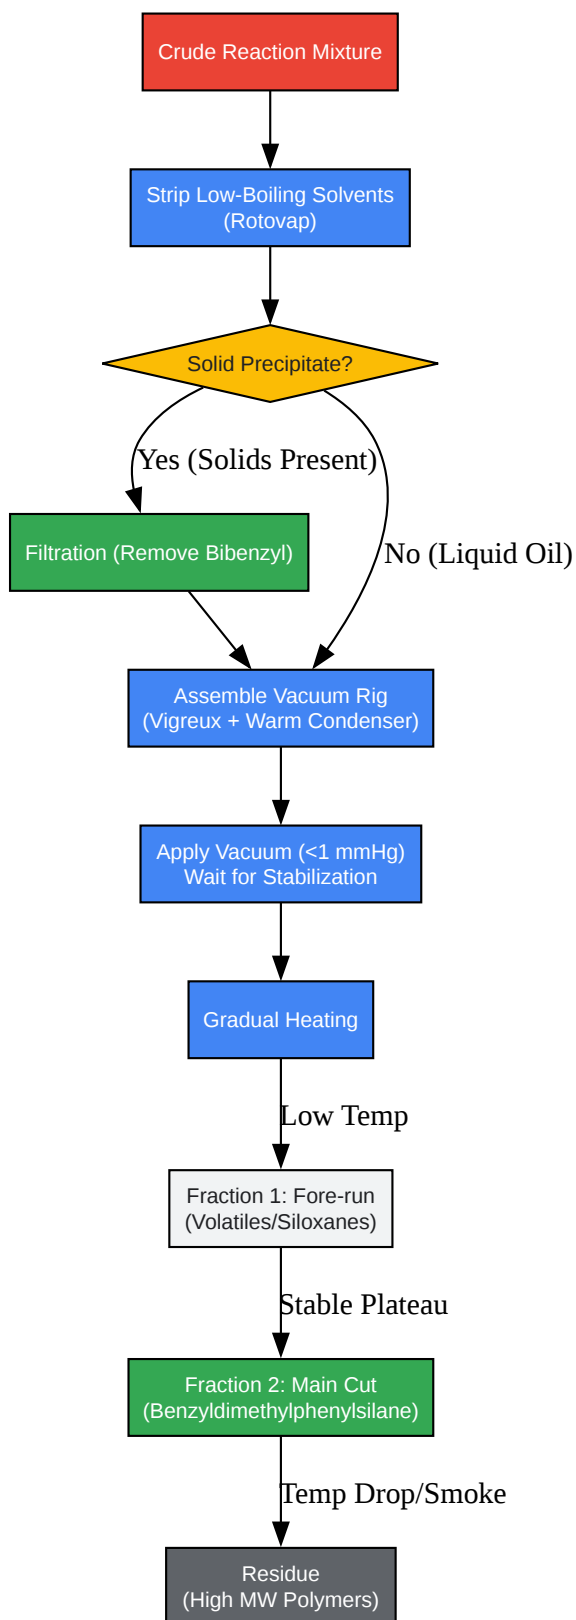 Crude Reaction Mixture
Strip Low-Boiling Solvents
(Rotovap)
Solid Precipitate?
Yes (Solids Present)
Filtration (Remove Bibenzyl)
No (Liquid Oil)
Assemble Vacuum Rig
(Vigreux + Warm Condenser)
Apply Vacuum (<1 mmHg)
Wait for Stabilization
Gradual Heating
Low Temp
Fraction 1: Fore-run
(Volatiles/Siloxanes)
Stable Plateau
Fraction 2: Main Cut
(Benzyldimethylphenylsilane)
Temp Drop/Smoke
Residue
(High MW Polymers)